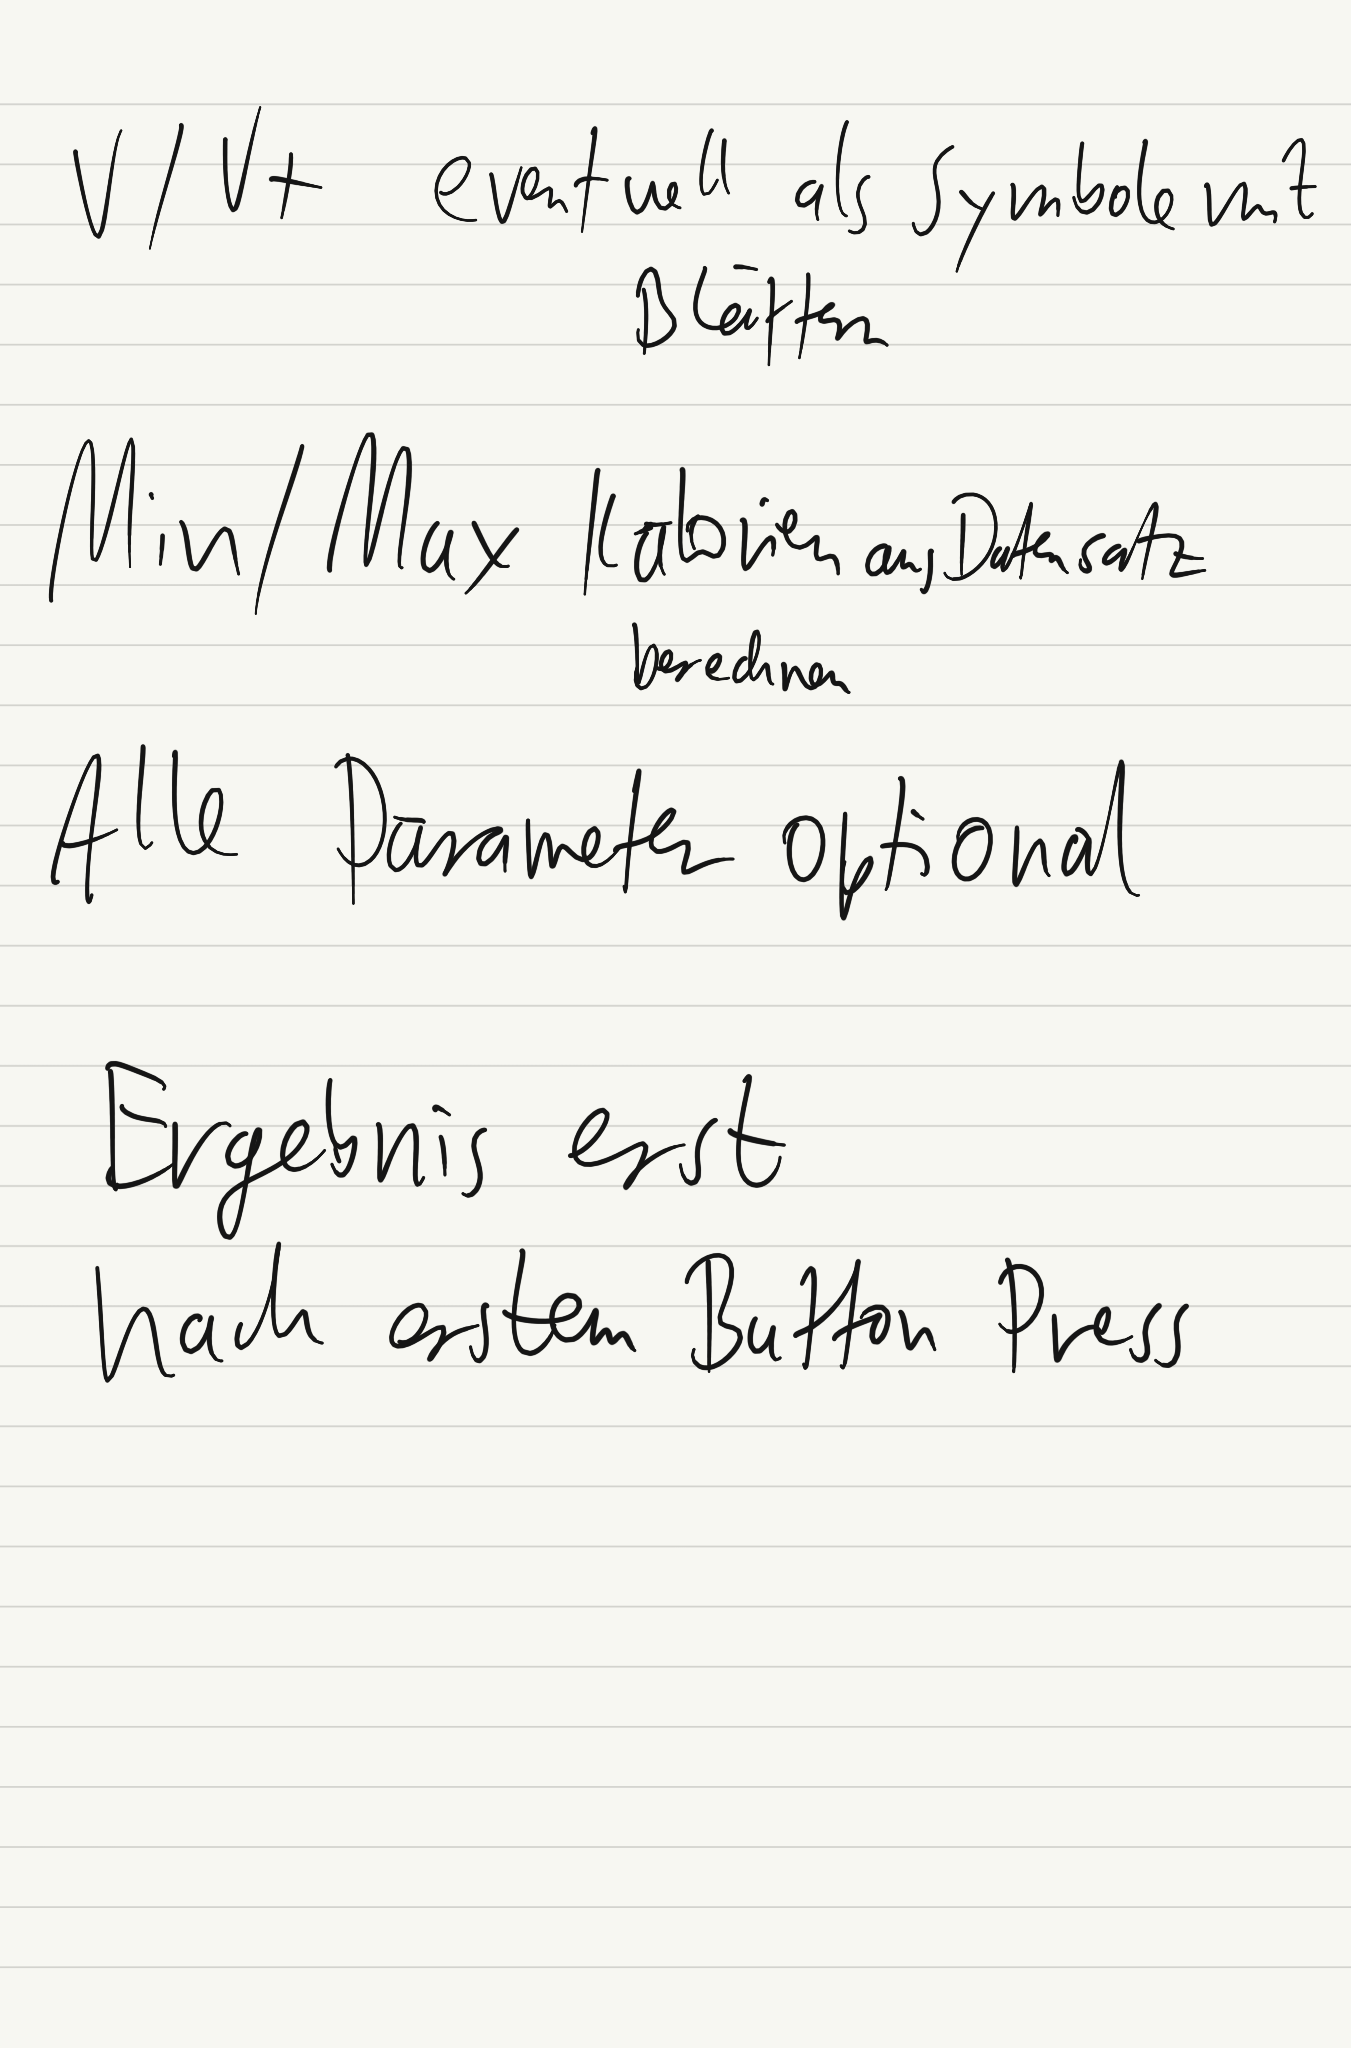 V/V+ eventuell als Symbole mit
Blättern
Min/Max Kalorien aus Datensatz
berechnen
Alle Parameter optional
Ergebnis erst
nach erstem Button Press